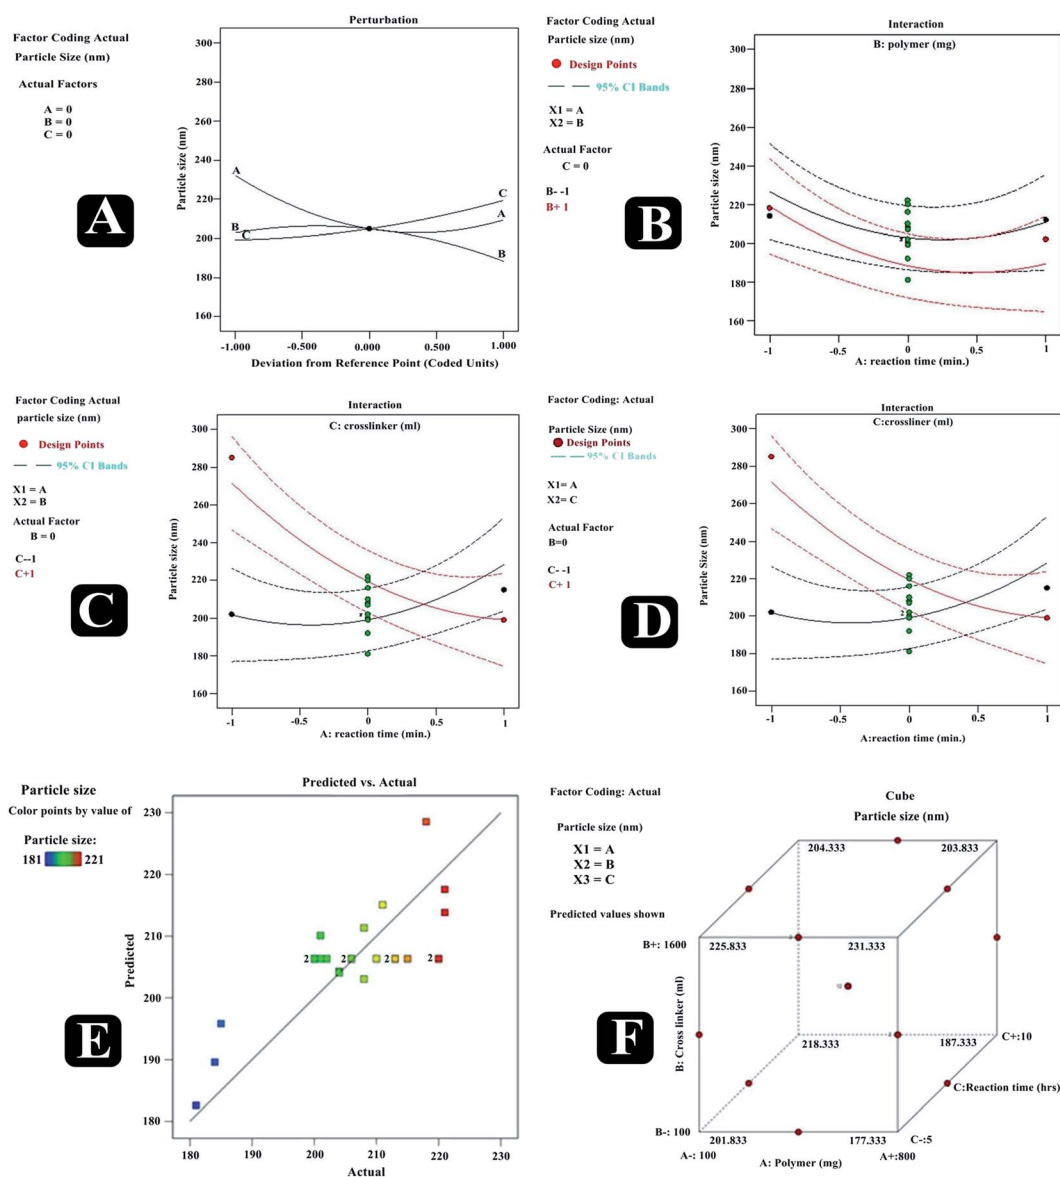 Perturbation
Factor Coding Actual
Particle Size (nm)
Actual Factors
A = 0
B = 0
C = 0
A
Particle size (nm)
300
280
260
240
220
200
180
160
A
B
C
C
A
B
-1.000
-0.500
0.000
0.500
1.000
Deviation from Reference Point (Coded Units)
Factor Coding Actual
Particle size (nm)
Design Points
95% CI Bands
X1 = A
X2 = B
Actual Factor
C = 0
B- -1
B+ 1
B
Interaction
B: polymer (mg)
Particle size (nm)
300
280
260
240
220
200
180
160
-1
-0.5
0
0.5
1
A: reaction time (min.)
Factor Coding Actual
particle size (nm)
Design Points
95% CI Bands
X1 = A
X2 = B
Actual Factor
B = 0
C--1
C+1
C
Interaction
C: crosslinker (ml)
Particle size (nm)
300
280
260
240
220
200
180
160
-1
-0.5
0
0.5
1
A: reaction time (min.)
Factor Coding: Actual
Particle Size (nm)
Design Points
95% CI Bands
X1= A
X2= C
Actual Factor
B=0
C- -1
C+ 1
D
Interaction
C:crossliner (ml)
Particle Size (nm)
300
280
260
240
220
200
180
160
2
-1
-0.5
0
0.5
1
A:reaction time (min.)
Particle size
Color points by value of
Particle size:
181 221
E
Predicted vs. Actual
Predicted
230
220
210
200
190
180
2
2
2
2
180
190
200
210
220
230
Actual
Factor Coding: Actual
Particle size (nm)
X1 = A
X2 = B
X3 = C
Predicted values shown
F
Cube
Particle size (nm)
204.333
203.833
B+: 1600
225.833
231.333
B: Cross linker (ml)
218.333
187.333
C+:10
C:Reaction time (hrs)
B-: 100
201.833
177.333
C-:5
A-: 100
A: Polymer (mg)
A+:800